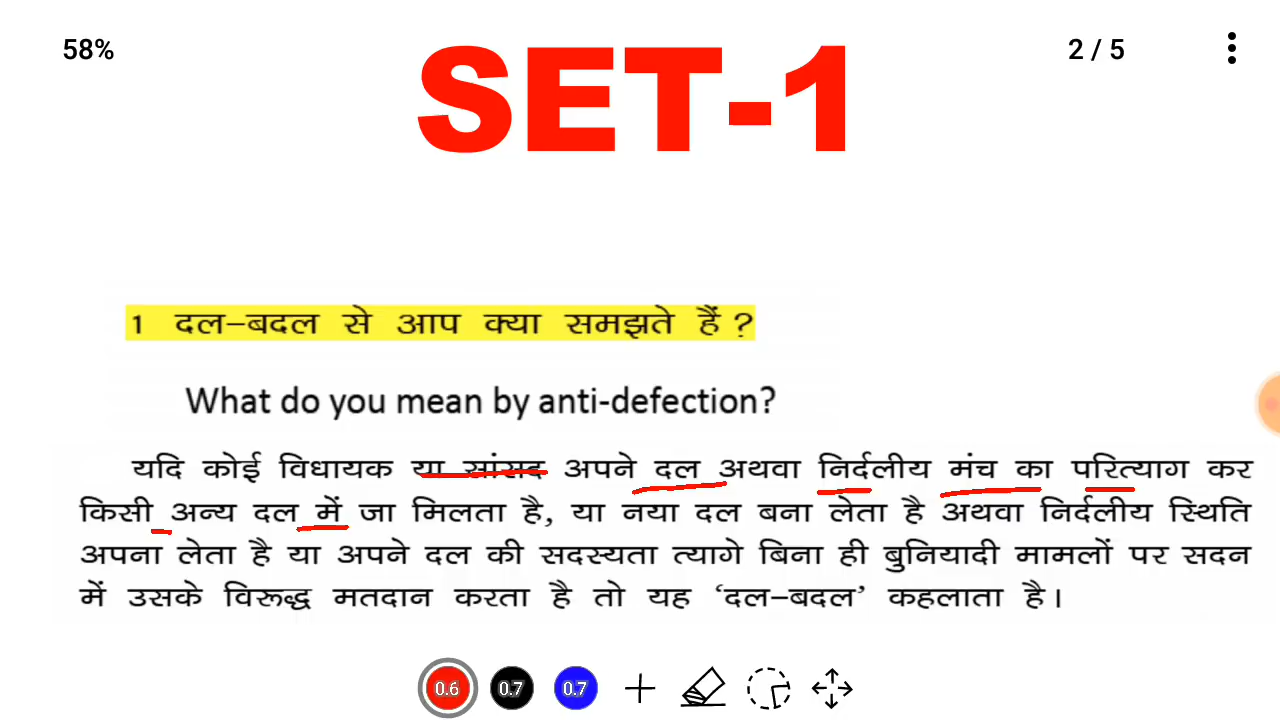 58%
2 / 5
SET-1
1 दल-बदल से आप क्या समझते हैं ?
What do you mean by anti-defection?
यदि कोई विधायक या सांसद अपने दल अथवा निर्दलीय मंच का परित्याग कर
किसी अन्य दल में जा मिलता है, या नया दल बना लेता है अथवा निर्दलीय स्थिति
अपना लेता है या अपने दल की सदस्यता त्यागे बिना ही बुनियादी मामलों पर सदन
में उसके विरूद्ध मतदान करता है तो यह ‘दल-बदल’ कहलाता है।
0.6 0.7 0.7